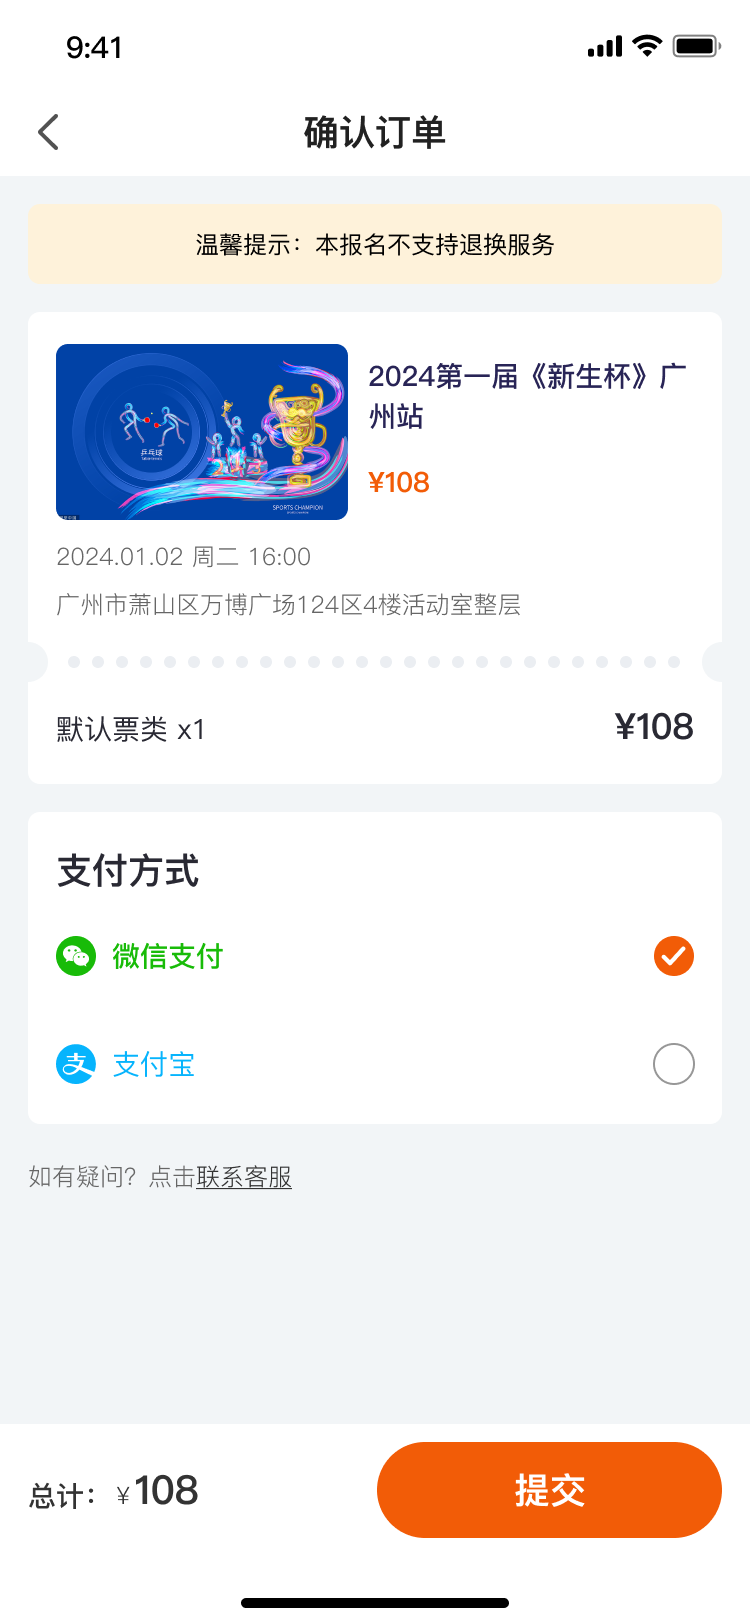 9:41
确认订单
温馨提示：本报名不支持退换服务
2024第一届《新生杯》广
州站
¥108
乒乓球
SPORTS CHAMPION
2024.01.02 周二 16:00
广州市萧山区万博广场124区4楼活动室整层
默认票类 x1
¥108
支付方式
微信支付
支付宝
如有疑问？点击联系客服
总计：¥108
提交